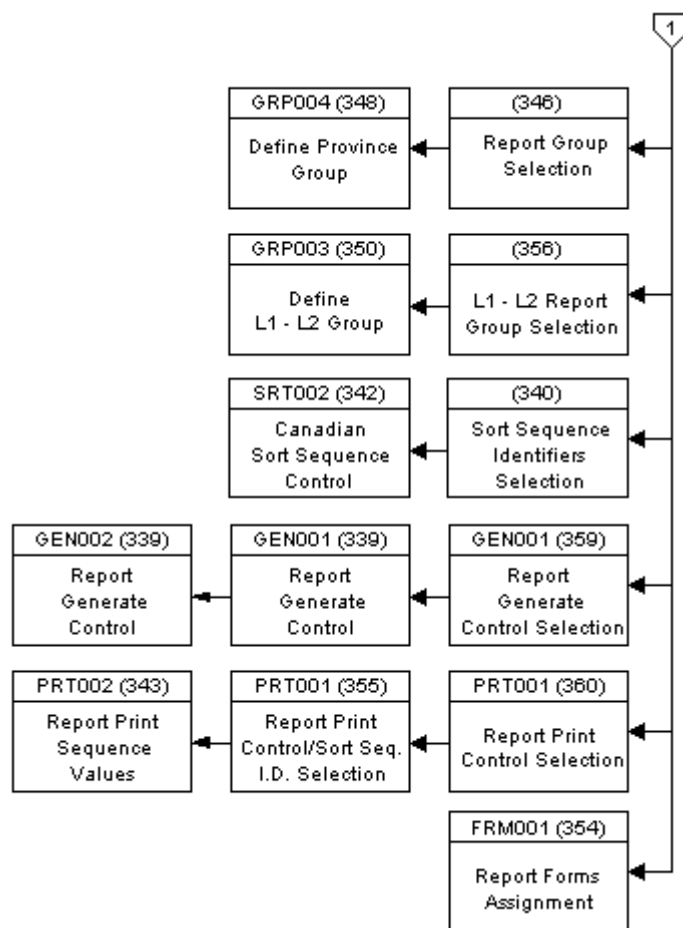 1
GRP004 (348)
Define Province
Group
(346)
Report Group
Selection
GRP003 (350)
Define
L1 - L2 Group
(356)
L1 - L2 Report
Group Selection
SRT002 (342)
Canadian
Sort Sequence
Control
(340)
Sort Sequence
Identifiers
Selection
GEN002 (339)
Report
Generate
Control
GEN001 (339)
Report
Generate
Control
GEN001 (359)
Report
Generate
Control Selection
PRT002 (343)
Report Print
Sequence
Values
PRT001 (355)
Report Print
Control/Sort Seq.
I.D. Selection
PRT001 (360)
Report Print
Control Selection
FRM001 (354)
Report Forms
Assignment